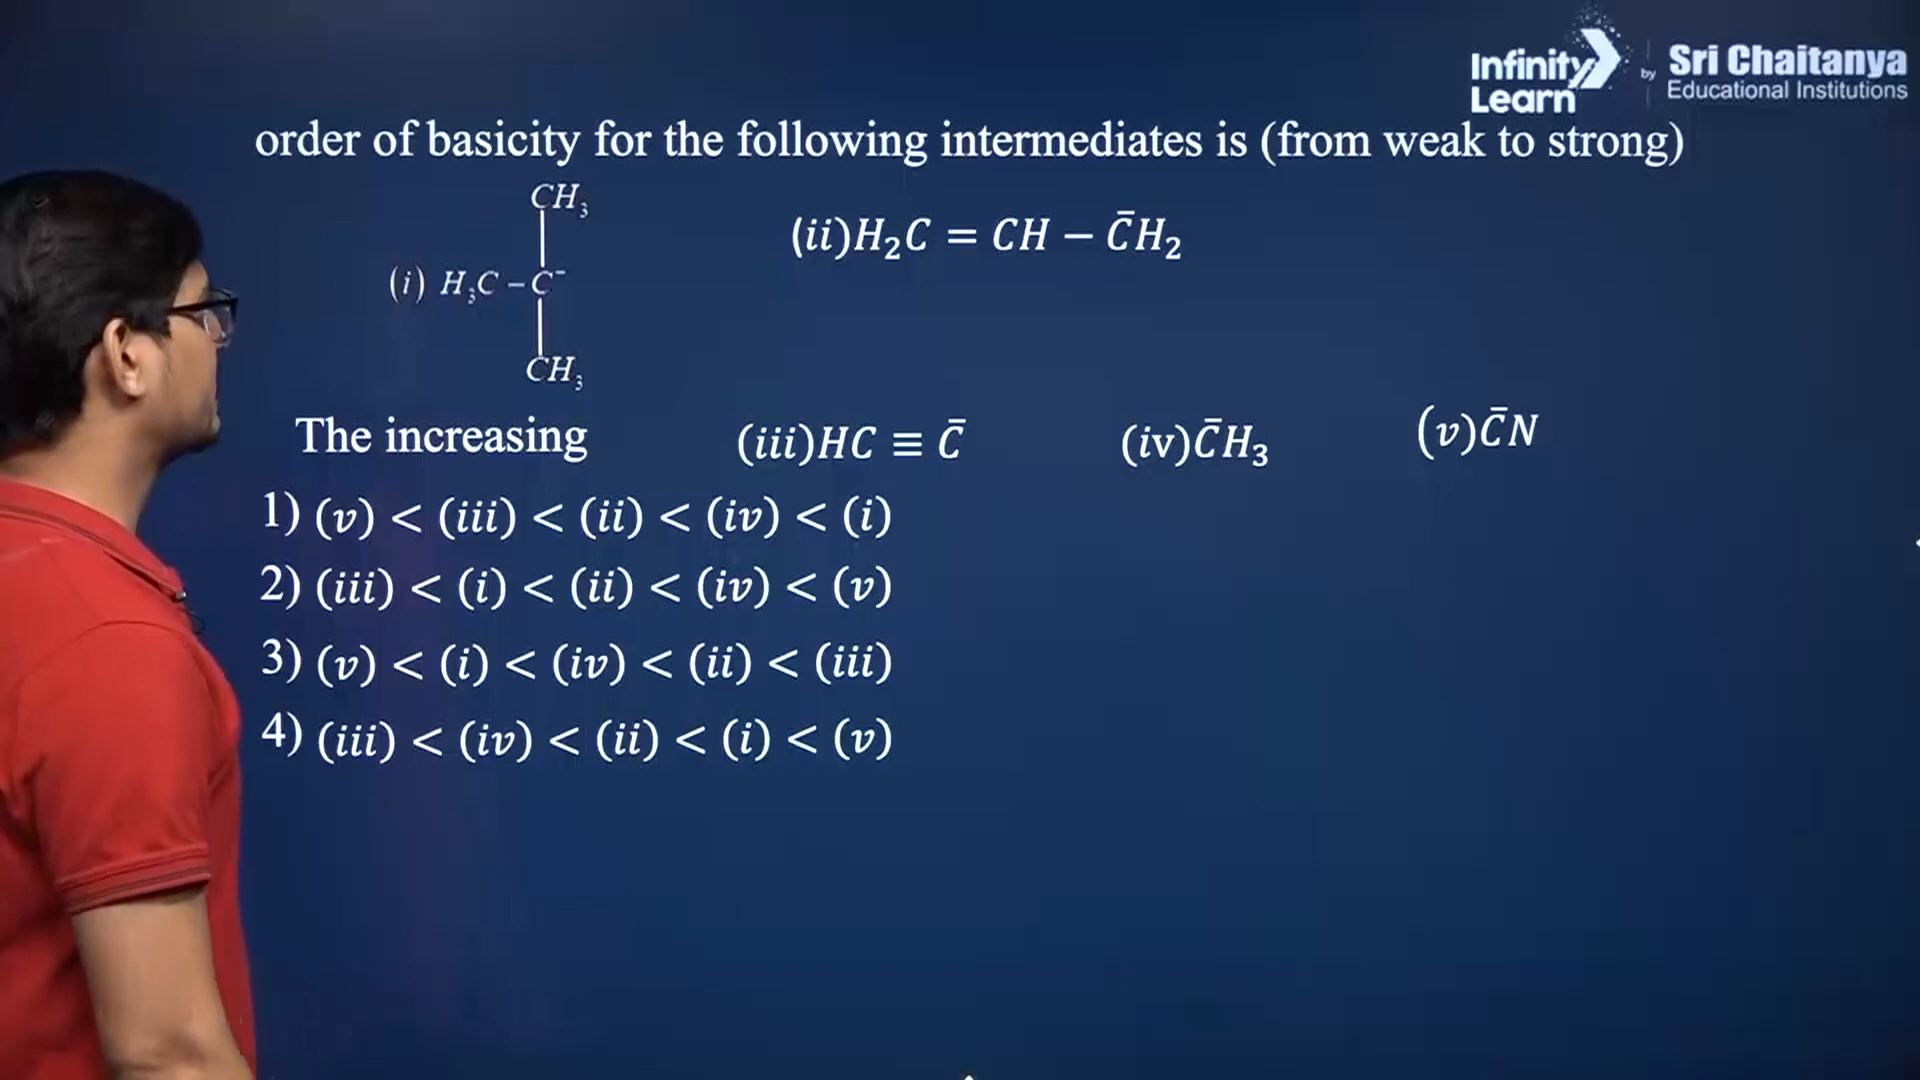 Infinity Learn by Sri Chaitanya Educational Institutions
order of basicity for the following intermediates is (from weak to strong)
CH₃
(i) H₃C – C⁻
CH₃
(ii)H₂C = CH – C̄H₂
The increasing (iii)HC ≡ C̄ (iv)C̄H₃ (v)C̄N
1) (v) < (iii) < (ii) < (iv) < (i)
2) (iii) < (i) < (ii) < (iv) < (v)
3) (v) < (i) < (iv) < (ii) < (iii)
4) (iii) < (iv) < (ii) < (i) < (v)